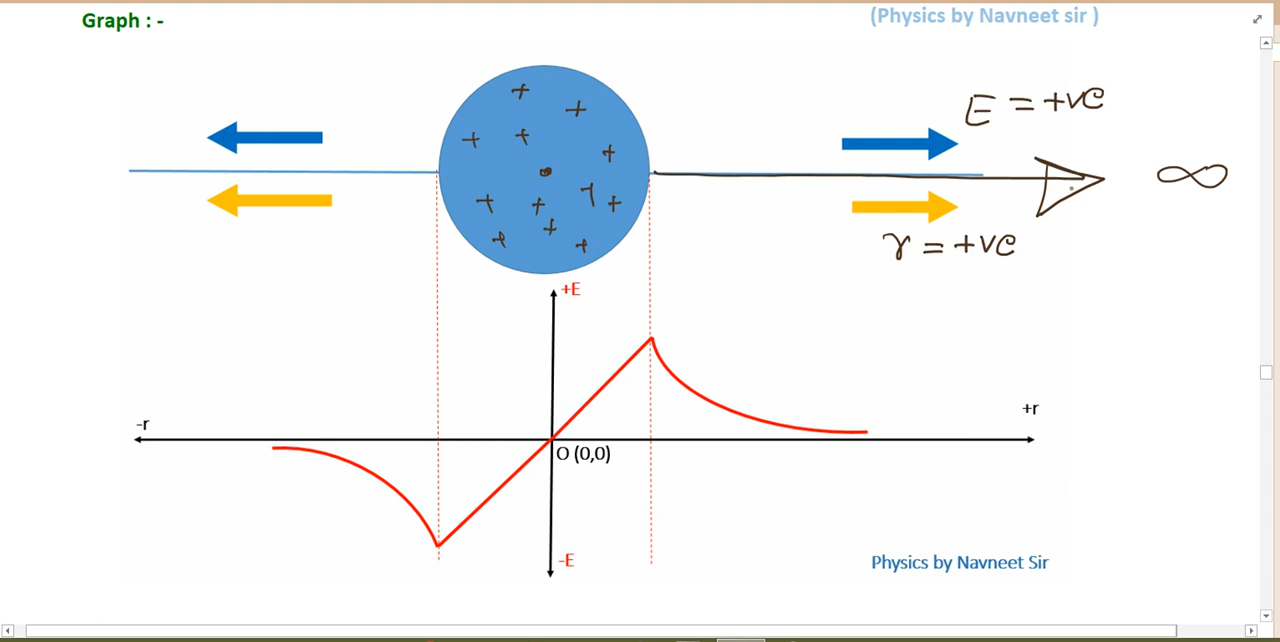 Graph : -
(Physics by Navneet sir )
E = +ve
∞
r = +ve
+E
-r
+r
O (0,0)
-E
Physics by Navneet Sir